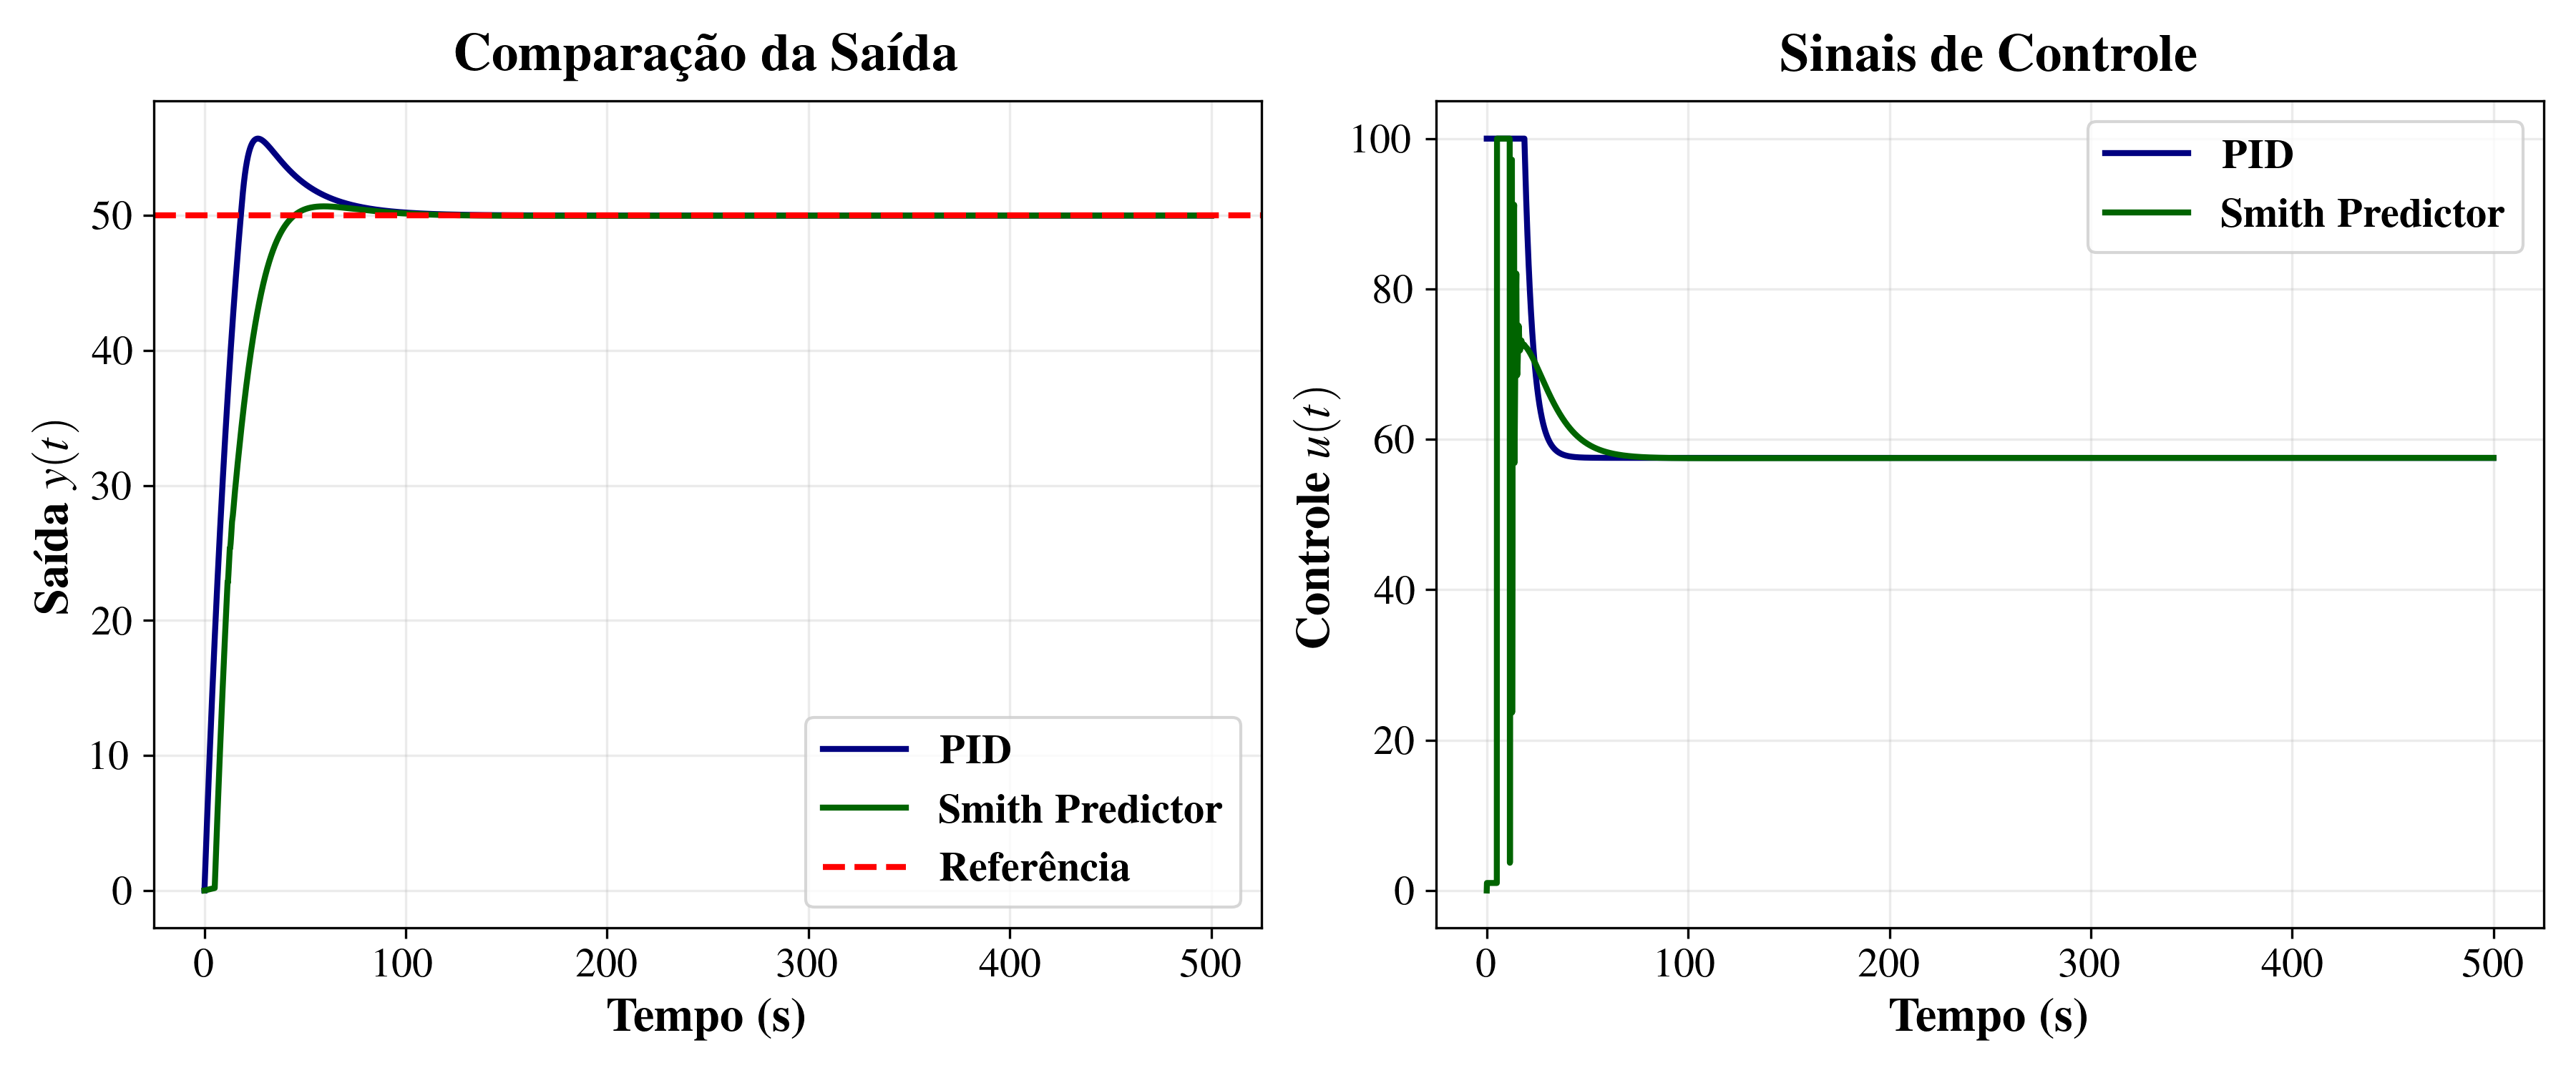 Comparação da Saída
Saída y(t)
50
40
30
20
10
0
PID
Smith Predictor
Referência
0 100 200 300 400 500
Tempo (s)
Sinais de Controle
Controle u(t)
100
80
60
40
20
0
PID
Smith Predictor
0 100 200 300 400 500
Tempo (s)